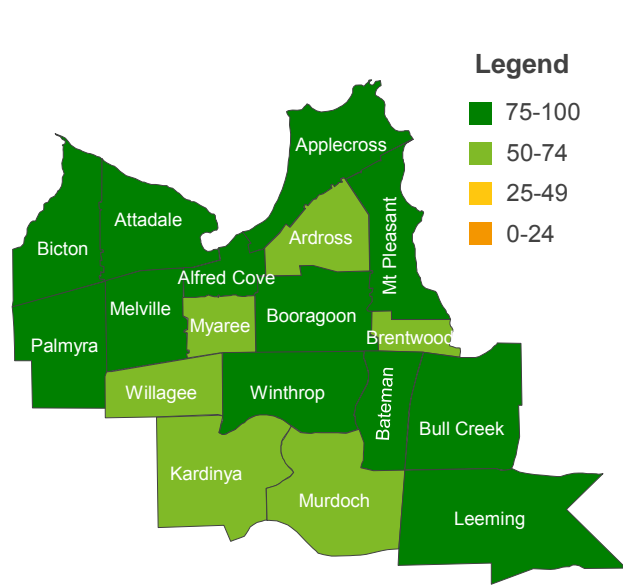 Legend
75-100
50-74
25-49
0-24
Applecross
Attadale
Ardross
Bicton
Mt Pleasant
Alfred Cove
Melville
Booragoon
Myaree
Brentwood
Palmyra
Willagee
Winthrop
Bateman
Bull Creek
Kardinya
Murdoch
Leeming